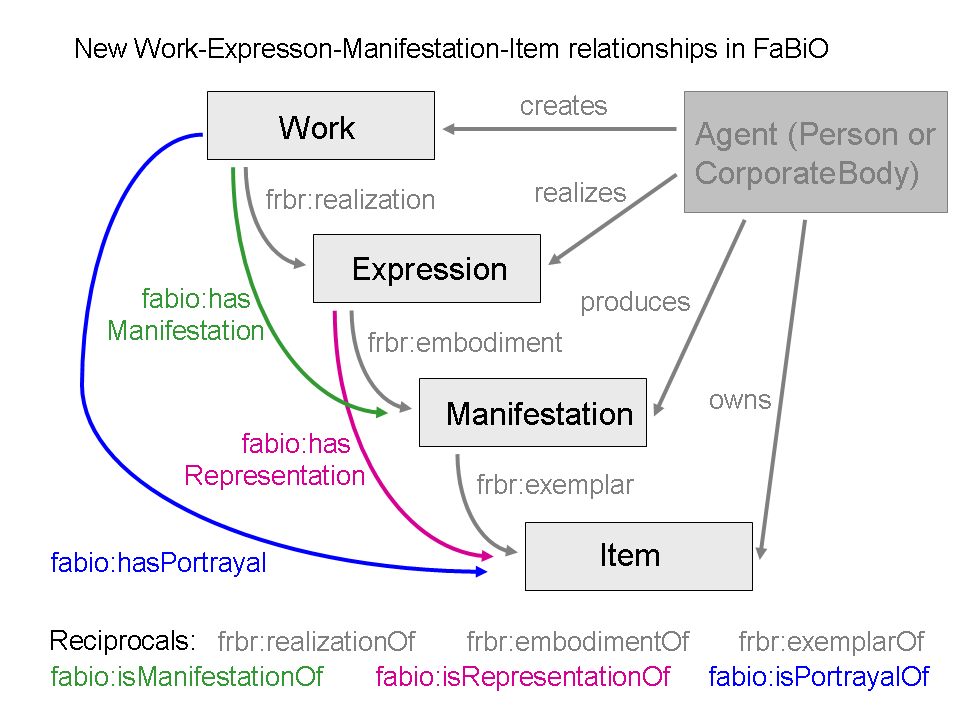 New Work-Expresson-Manifestation-Item relationships in FaBiO
creates
Work
Agent (Person or
CorporateBody)
frbr:realization
realizes
Expression
fabio:has
Manifestation
produces
frbr:embodiment
owns
Manifestation
fabio:has
Representation
frbr:exemplar
Item
fabio:hasPortrayal
Reciprocals: frbr:realizationOf frbr:embodimentOf frbr:exemplarOf
fabio:isManifestationOf fabio:isRepresentationOf fabio:isPortrayalOf